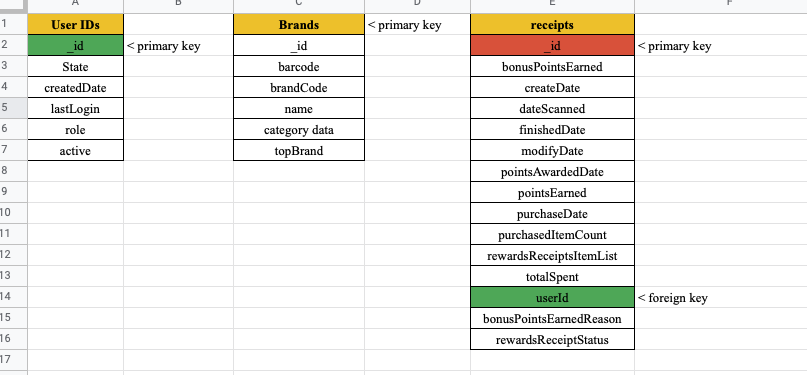 A B C D E F
1 User IDs Brands < primary key receipts
2 _id < primary key _id _id < primary key
3 State barcode bonusPointsEarned
4 createdDate brandCode createDate
5 lastLogin name dateScanned
6 role category data finishedDate
7 active topBrand modifyDate
8 pointsAwardedDate
9 pointsEarned
10 purchaseDate
11 purchasedItemCount
12 rewardsReceiptsItemList
13 totalSpent
14 userId < foreign key
15 bonusPointsEarnedReason
16 rewardsReceiptStatus
17